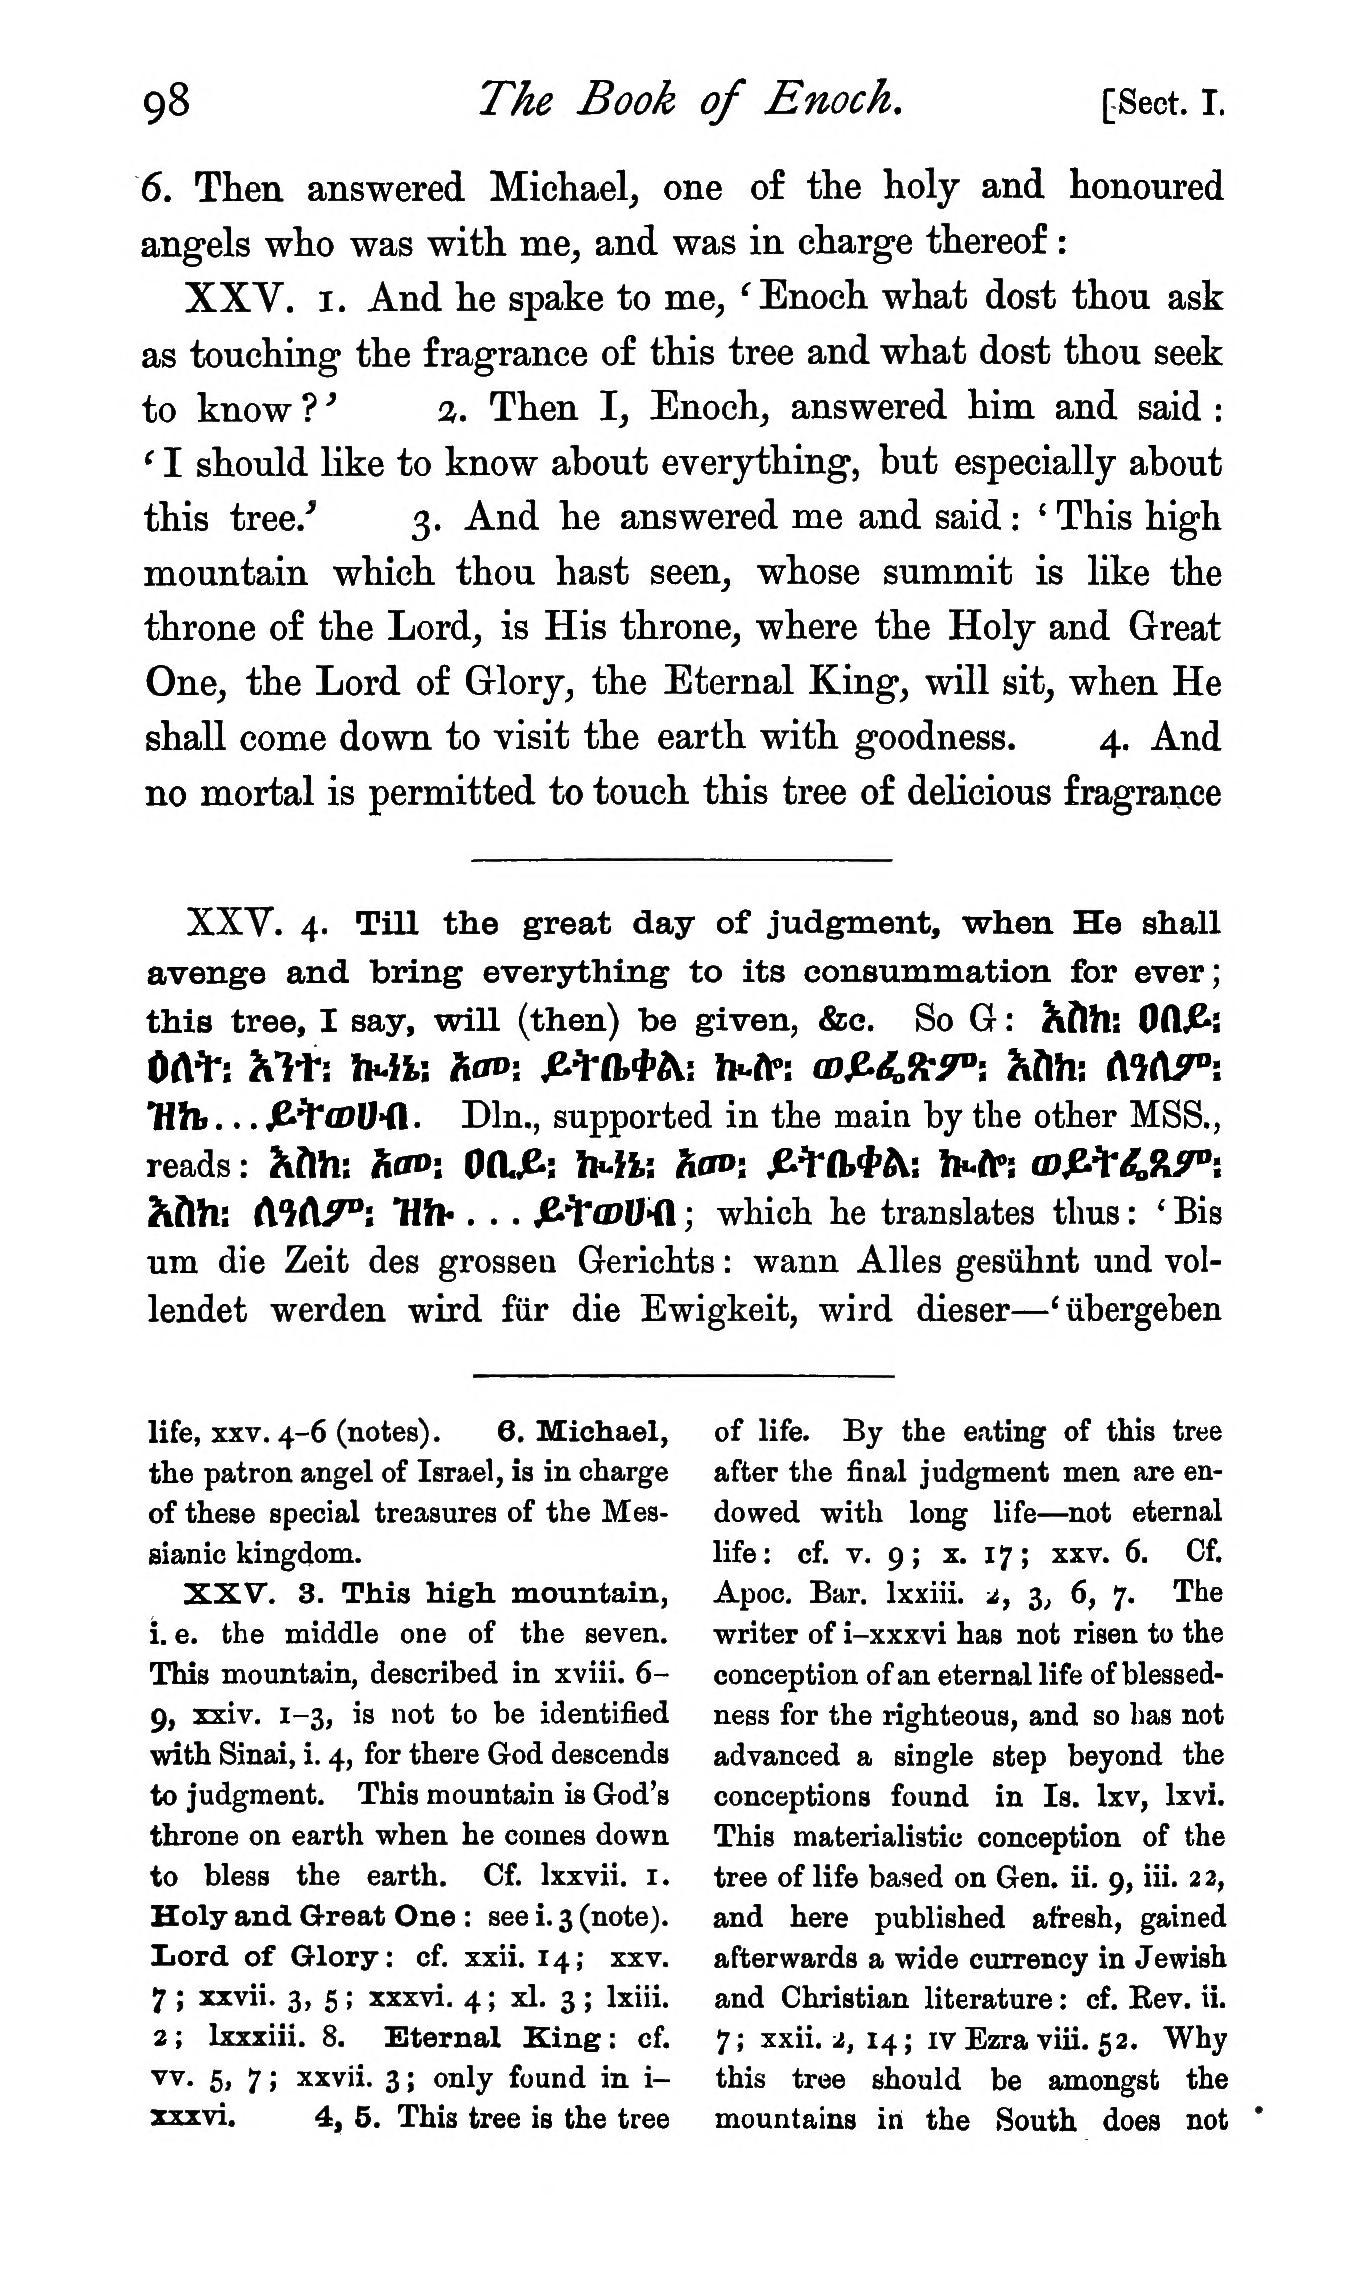 98 The Book of Enoch. [Sect. I.
6. Then answered Michael, one of the holy and honoured
angels who was with me, and was in charge thereof :
XXV. 1. And he spake to me, ‘ Enoch what dost thou ask
as touching the fragrance of this tree and what dost thou seek
to know ? ’ 2. Then I, Enoch, answered him and said :
‘ I should like to know about everything, but especially about
this tree.’ 3. And he answered me and said : ‘ This high
mountain which thou hast seen, whose summit is like the
throne of the Lord, is His throne, where the Holy and Great
One, the Lord of Glory, the Eternal King, will sit, when He
shall come down to visit the earth with goodness. 4. And
no mortal is permitted to touch this tree of delicious fragrance
XXV. 4. Till the great day of judgment, when He shall
avenge and bring everything to its consummation for ever ;
this tree, I say, will (then) be given, &c. So G : እስከ፡ ዐባይ፡
ዕለት፡ እንተ፡ ኵነኔ፡ አመ፡ ይትቤቀል፡ ኵሎ፡ ወይፌጽም፡ እስከ፡ ለዓለም፡
ዝኬ...ይትወሀብ. Dln., supported in the main by the other MSS.,
reads : እስከ፡ አመ፡ ዐቢይ፡ ኵነኔ፡ አመ፡ ይትቤቀል፡ ኵሎ፡ ወይትፌጸም፡
እስከ፡ ለዓለም፡ ዝኩ . . . ይትወሀብ ; which he translates thus : ‘ Bis
um die Zeit des grossen Gerichts : wann Alles gesühnt und vol-
lendet werden wird für die Ewigkeit, wird dieser—‘ übergeben
life, xxv. 4–6 (notes). 6. Michael,
the patron angel of Israel, is in charge
of these special treasures of the Mes-
sianic kingdom.
XXV. 3. This high mountain,
i. e. the middle one of the seven.
This mountain, described in xviii. 6–
9, xxiv. 1–3, is not to be identified
with Sinai, i. 4, for there God descends
to judgment. This mountain is God’s
throne on earth when he comes down
to bless the earth. Cf. lxxvii. 1.
Holy and Great One : see i. 3 (note).
Lord of Glory : cf. xxii. 14 ; xxv.
7 ; xxvii. 3, 5 ; xxxvi. 4 ; xl. 3 ; lxiii.
2 ; lxxxiii. 8. Eternal King : cf.
vv. 5, 7 ; xxvii. 3 ; only found in i–
xxxvi. 4, 5. This tree is the tree
of life. By the eating of this tree
after the final judgment men are en-
dowed with long life—not eternal
life : cf. v. 9 ; x. 17 ; xxv. 6. Cf.
Apoc. Bar. lxxiii. 2, 3, 6, 7. The
writer of i–xxxvi has not risen to the
conception of an eternal life of blessed-
ness for the righteous, and so has not
advanced a single step beyond the
conceptions found in Is. lxv, lxvi.
This materialistic conception of the
tree of life based on Gen. ii. 9, iii. 22,
and here published afresh, gained
afterwards a wide currency in Jewish
and Christian literature : cf. Rev. ii.
7 ; xxii. 2, 14 ; IV Ezra viii. 52. Why
this tree should be amongst the
mountains in the South does not